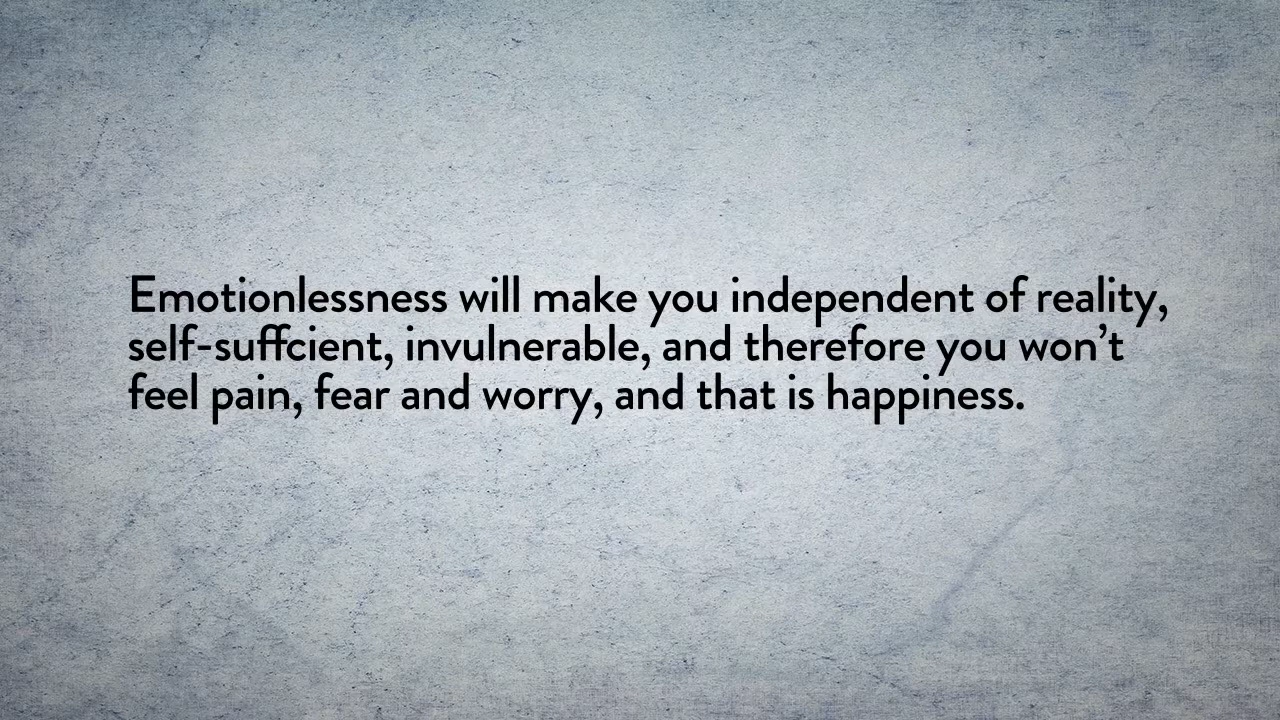 Emotionlessness will make you independent of reality,
self-suffcient, invulnerable, and therefore you won’t
feel pain, fear and worry, and that is happiness.